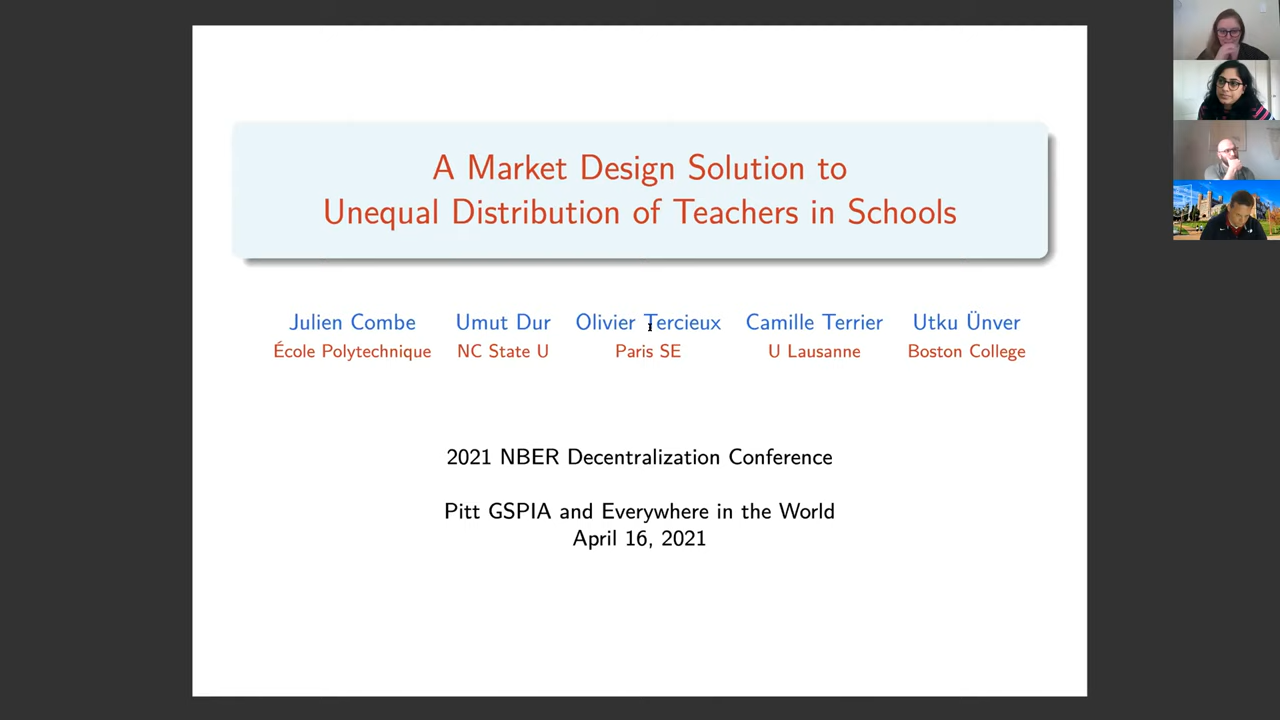 A Market Design Solution to
Unequal Distribution of Teachers in Schools
Julien Combe Umut Dur Olivier Tercieux Camille Terrier Utku Ünver
École Polytechnique NC State U Paris SE U Lausanne Boston College
2021 NBER Decentralization Conference
Pitt GSPIA and Everywhere in the World
April 16, 2021